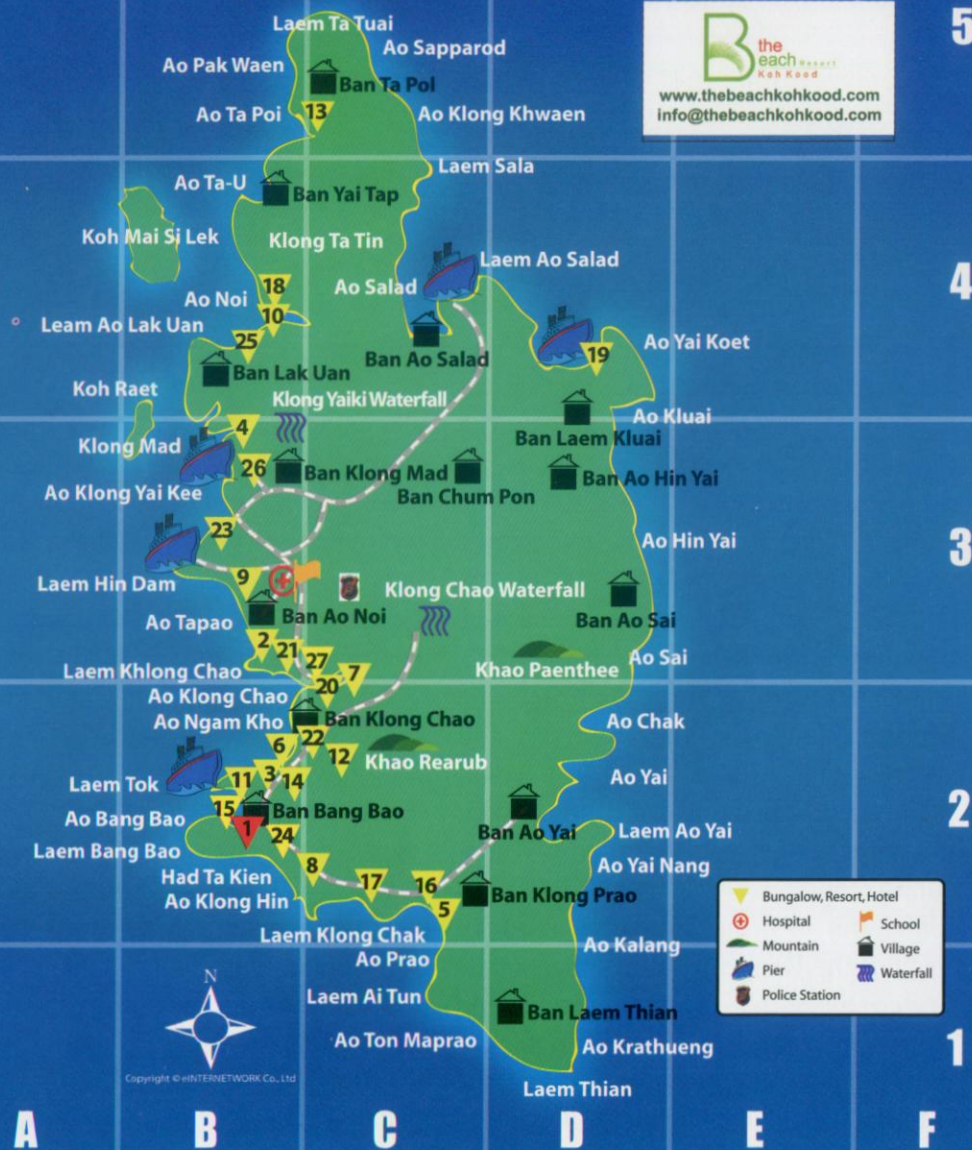 5
Laem Ta Tuai
Ao Sapparod
Ao Pak Waen
Ban Ta Pol
Ao Ta Poi
13
Ao Klong Khwaen
B the each Resort
Koh Kood
www.thebeachkohkood.com
info@thebeachkohkood.com
Laem Sala
Ao Ta-U
Ban Yai Tap
Koh Mai Si Lek
Klong Ta Tin
Laem Ao Salad
4
18
Ao Salad
Ao Noi
10
Leam Ao Lak Uan
25
Ban Ao Salad
19
Ao Yai Koet
Ban Lak Uan
Koh Raet
Klong Yaiki Waterfall
Ao Kluai
4
Ban Laem Kluai
Klong Mad
26
Ban Klong Mad
Ban Chum Pon
Ban Ao Hin Yai
Ao Klong Yai Kee
23
Ao Hin Yai
3
Laem Hin Dam
9
Klong Chao Waterfall
Ao Tapao
Ban Ao Noi
Ban Ao Sai
2
21
27
Ao Sai
Laem Khlong Chao
7
Khao Paenthee
20
Ao Klong Chao
Ao Ngam Kho
Ban Klong Chao
Ao Chak
6
22
12
Khao Rearub
Laem Tok
11
3
14
Ao Yai
2
15
Ban Bang Bao
Ao Bang Bao
1
24
Ban Ao Yai
Laem Ao Yai
Laem Bang Bao
8
Ao Yai Nang
Had Ta Kien
17
16
Ban Klong Prao
Ao Klong Hin
5
Laem Klong Chak
Ao Kalang
Ao Prao
Laem Ai Tun
Ban Laem Thian
Ao Ton Maprao
Ao Krathueng
1
Laem Thian
Bungalow, Resort, Hotel
Hospital
School
Mountain
Village
Pier
Waterfall
Police Station
N
Copyright © eINTERNETWORK Co., Ltd
A B C D E F